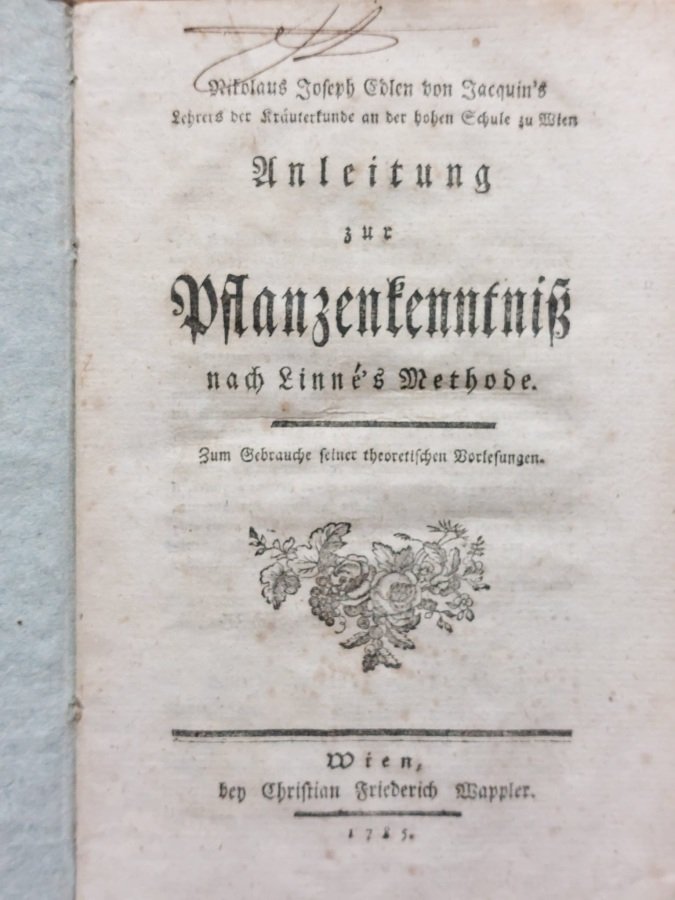 Nikolaus Joseph Edlen von Jacquin's
Lehrers der Kräuterkunde an der hohen Schule zu Wien
Anleitung
zur
Pflanzenkenntniß
nach Linné's Methode.
Zum Gebrauche seiner theoretischen Vorlesungen.
Wien,
bey Christian Friederich Wappler.
1785.